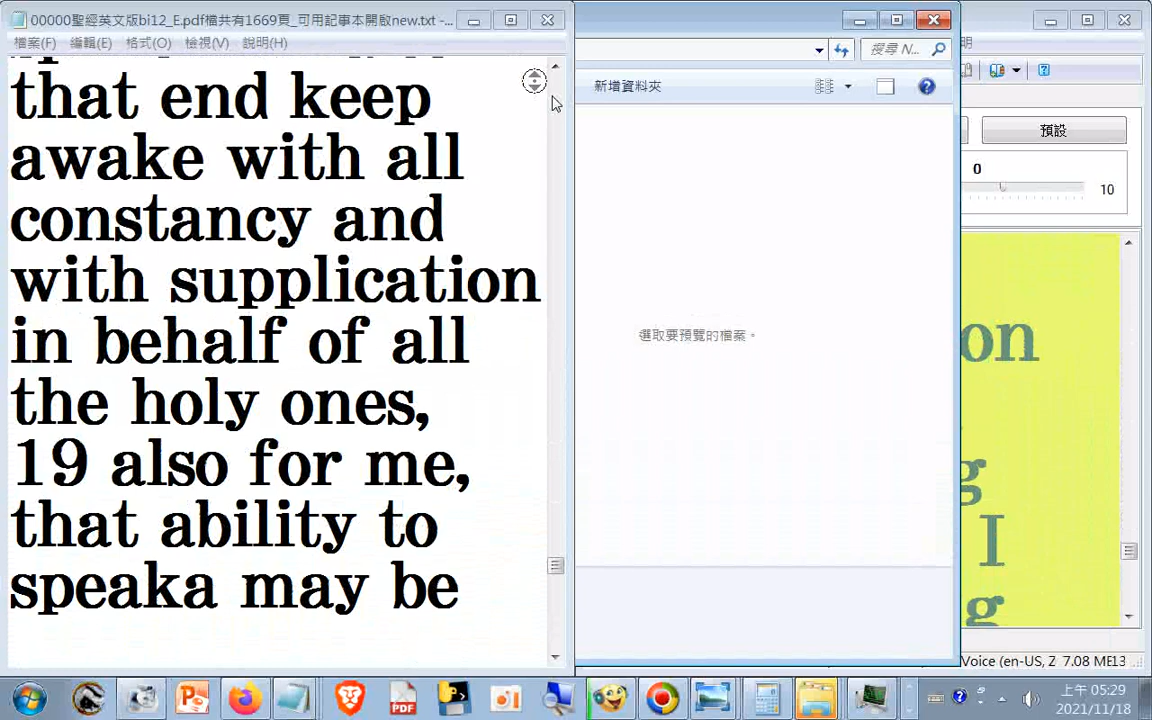 00000聖經英文版bi12_E.pdf檔共有1669頁_可用記事本開啟new.txt -...
檔案(F) 編輯(E) 格式(O) 檢視(V) 說明(H)
that end keep
awake with all
constancy and
with supplication
in behalf of all
the holy ones,
19 also for me,
that ability to
speaka may be
搜尋 N...
新增資料夾
選取要預覽的檔案。
明
預設
0
10
on
g
I
g
Voice (en-US, Z 7.08 ME13
PDF
上午 05:29
2021/11/18